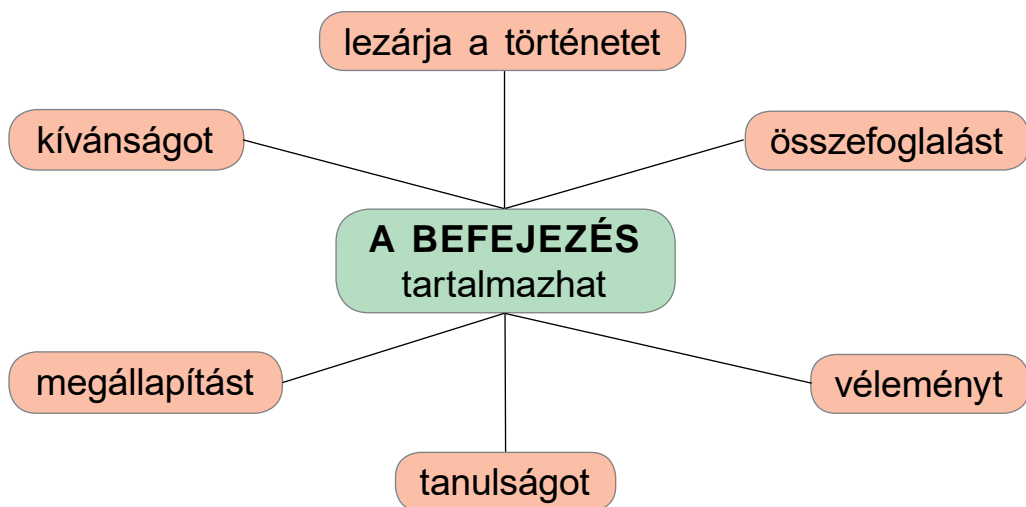 lezárja a történetet
kívánságot
összefoglalást
A BEFEJEZÉS
tartalmazhat
megállapítást
véleményt
tanulságot